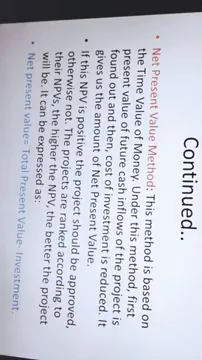 Continued..
• Net Present Value Method: This method is based on
the Time Value of Money. Under this method, first
present value of future cash inflows of the project is
found out and then, cost of investment is reduced. It
gives us the amount of Net Present Value.
• If this NPV is positive the project should be approved,
otherwise not. The projects are ranked according to
their NPVs, the higher the NPV, the better the project
will be. It can be expressed as:
• Net present value= Total Present Value- Investment.